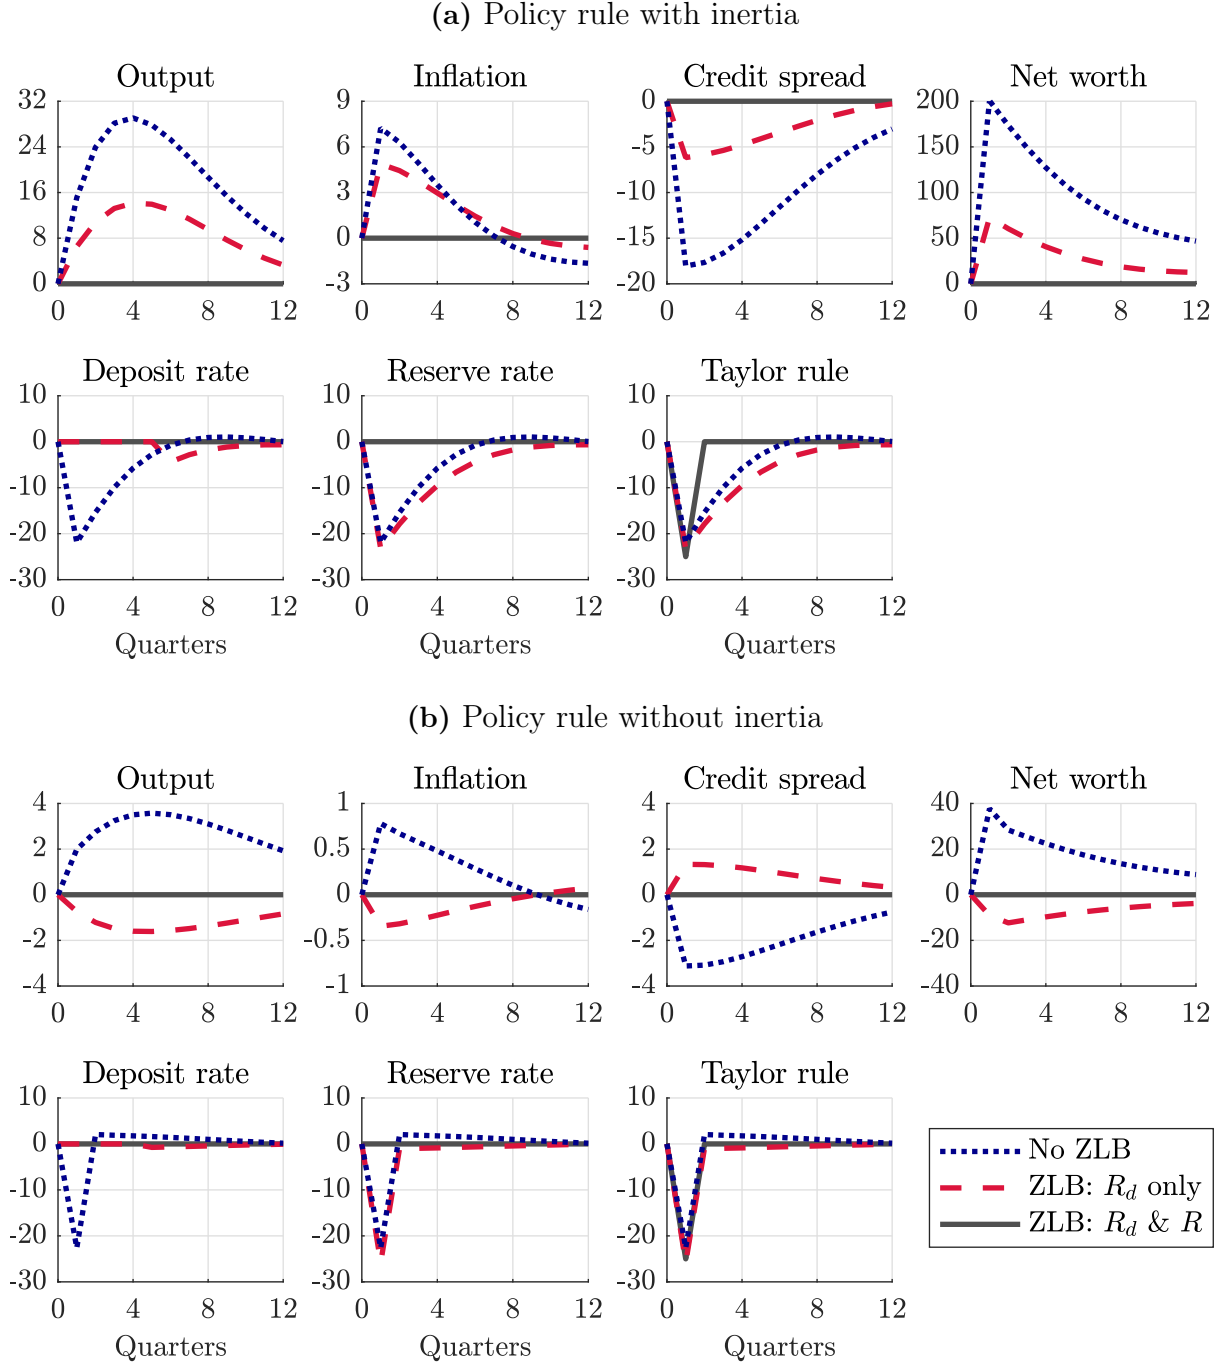 (a) Policy rule with inertia
Output Inflation Credit spread Net worth
32 9 0 200
24 6 -5 150
16 3 -10 100
8 0 -15 50
0 -3 -20 0
0 4 8 12 0 4 8 12 0 4 8 12 0 4 8 12
Deposit rate Reserve rate Taylor rule
10 10 10
0 0 0
-10 -10 -10
-20 -20 -20
-30 -30 -30
0 4 8 12 0 4 8 12 0 4 8 12
Quarters Quarters Quarters
(b) Policy rule without inertia
Output Inflation Credit spread Net worth
4 1 4 40
2 0.5 2 20
0 0 0 0
-2 -0.5 -2 -20
-4 -1 -4 -40
0 4 8 12 0 4 8 12 0 4 8 12 0 4 8 12
Deposit rate Reserve rate Taylor rule
10 10 10
0 0 0
-10 -10 -10
-20 -20 -20
-30 -30 -30
0 4 8 12 0 4 8 12 0 4 8 12
Quarters Quarters Quarters
No ZLB
ZLB: R_d only
ZLB: R_d & R